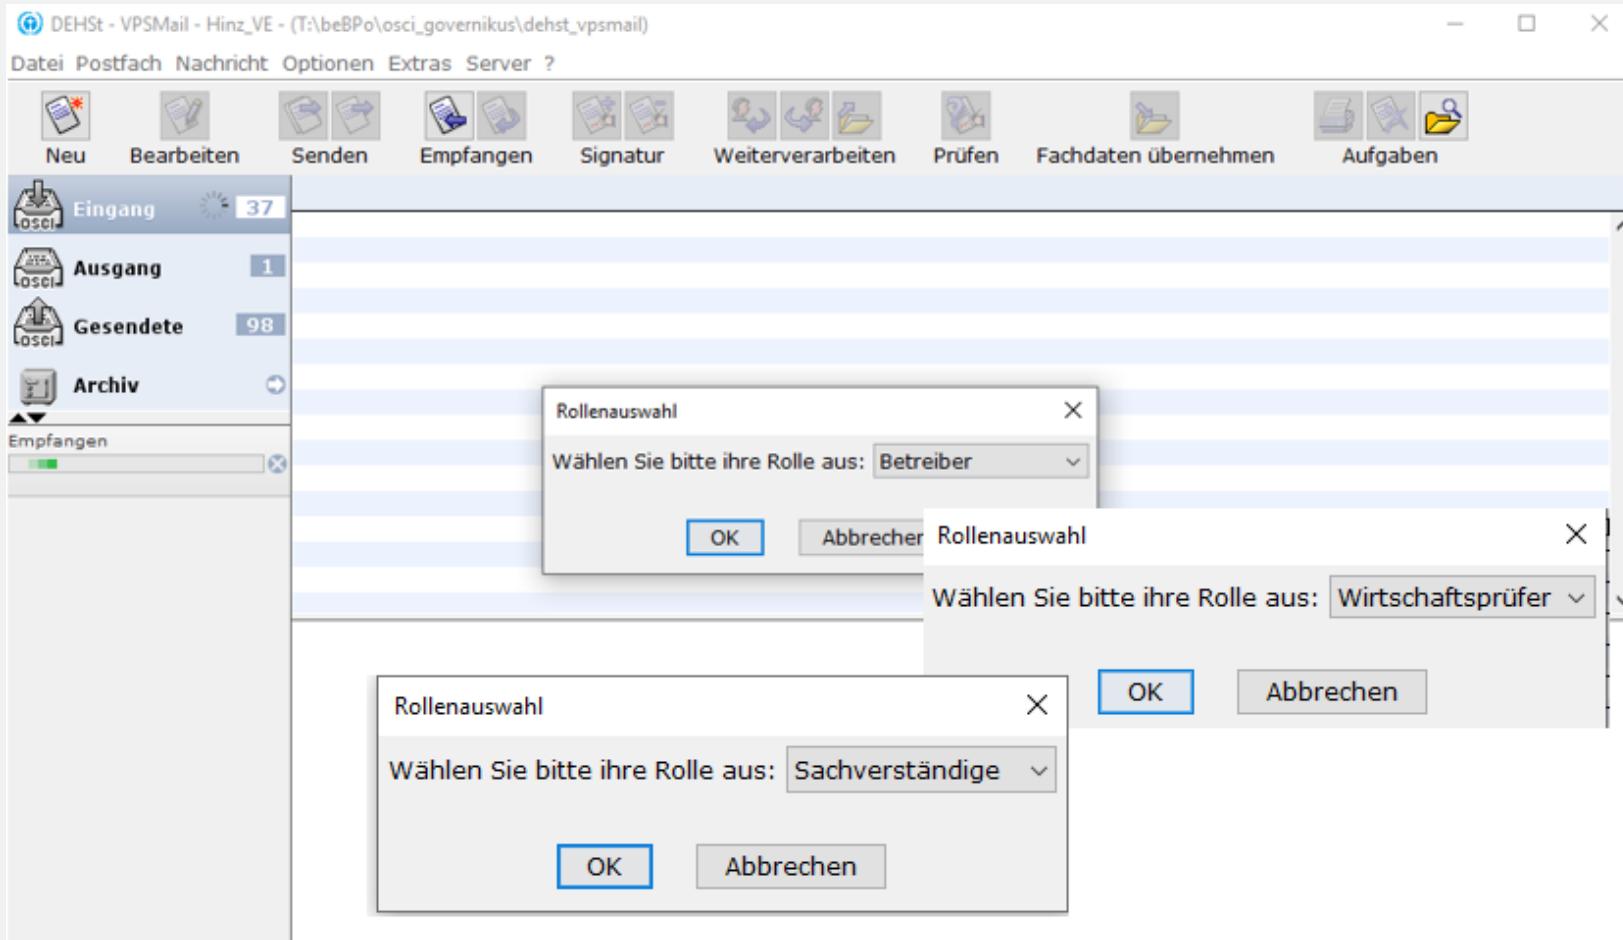 DEHSt - VPSMail - Hinz_VE - (T:\beBPo\osci_governikus\dehst_vpsmail)
Datei Postfach Nachricht Optionen Extras Server ?
Neu Bearbeiten Senden Empfangen Signatur Weiterverarbeiten Prüfen Fachdaten übernehmen Aufgaben
OSCI Eingang 37
OSCI Ausgang 1
OSCI Gesendete 98
Archiv
Empfangen
Rollenauswahl
Wählen Sie bitte ihre Rolle aus: Betreiber
OK Abbrechen
Rollenauswahl
Wählen Sie bitte ihre Rolle aus: Wirtschaftsprüfer
OK Abbrechen
Rollenauswahl
Wählen Sie bitte ihre Rolle aus: Sachverständige
OK Abbrechen